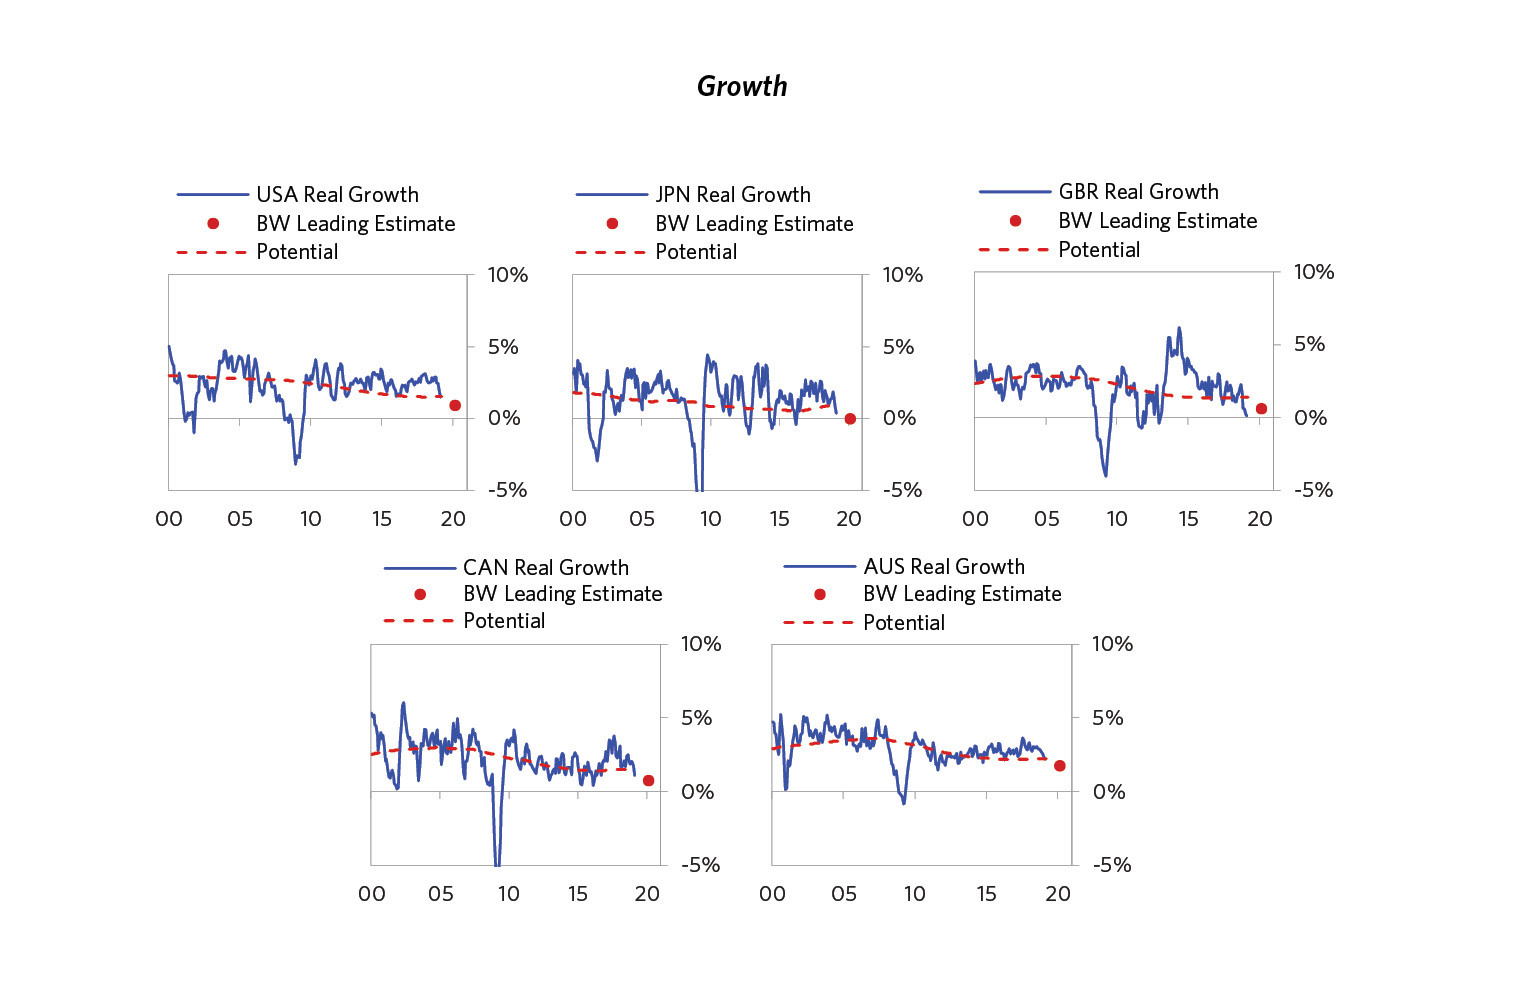 Growth
USA Real Growth
BW Leading Estimate
Potential
10%
5%
0%
-5%
00 05 10 15 20
JPN Real Growth
BW Leading Estimate
Potential
10%
5%
0%
-5%
00 05 10 15 20
GBR Real Growth
BW Leading Estimate
Potential
10%
5%
0%
-5%
00 05 10 15 20
CAN Real Growth
BW Leading Estimate
Potential
10%
5%
0%
-5%
00 05 10 15 20
AUS Real Growth
BW Leading Estimate
Potential
10%
5%
0%
-5%
00 05 10 15 20